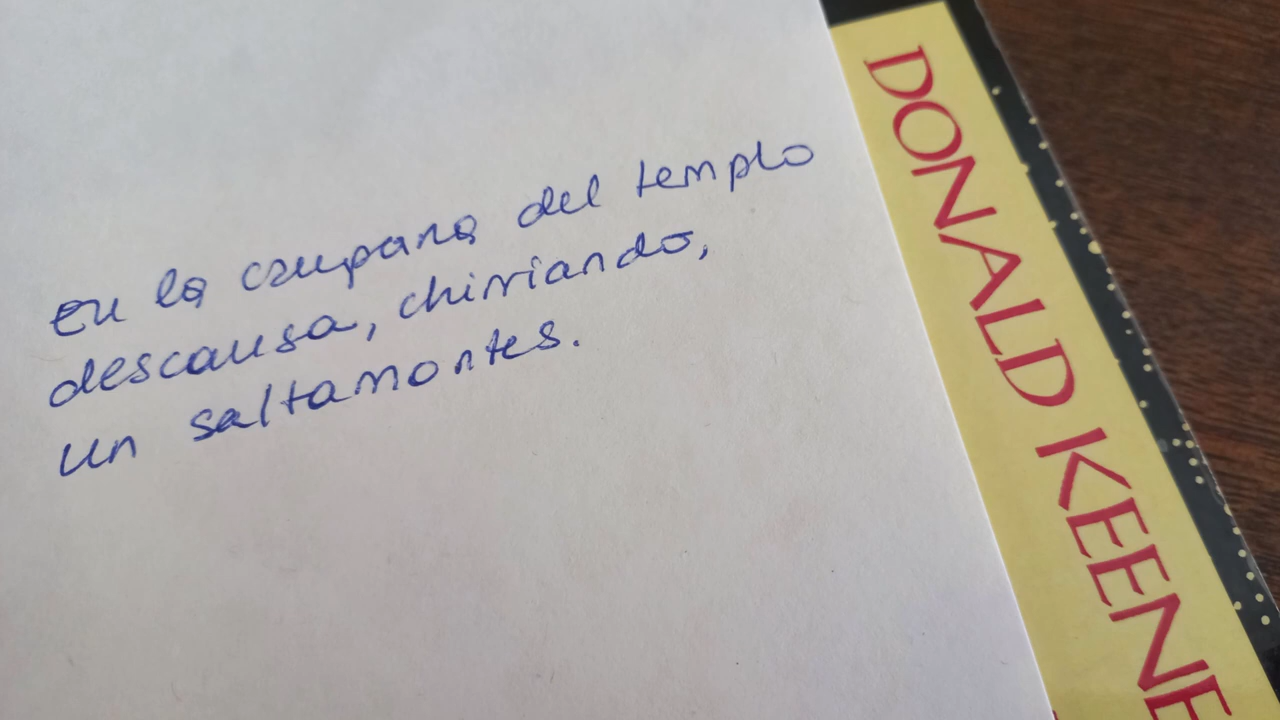 En la campana del templo
descansa, chirriando,
un saltamontes.
DONALD KEENE